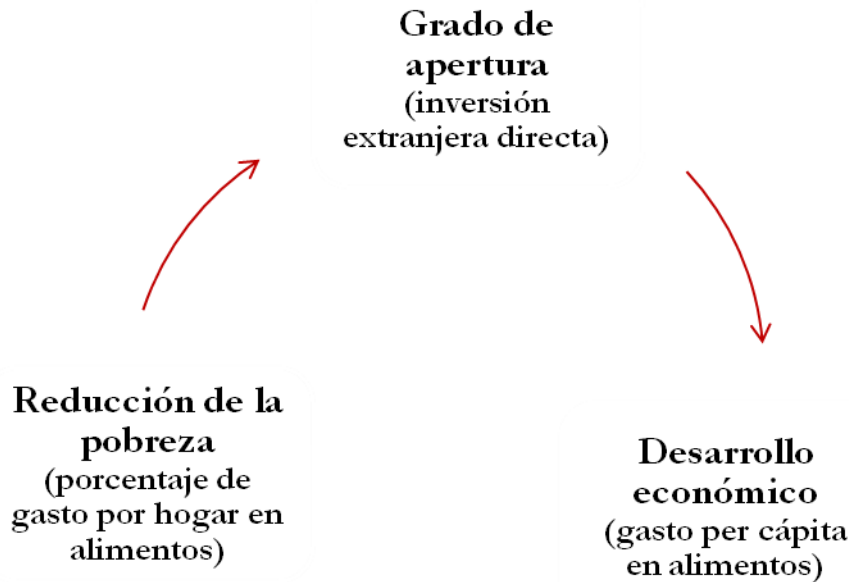 Grado de
apertura
(inversión
extranjera directa)
Reducción de la
pobreza
(porcentaje de
gasto por hogar en
alimentos)
Desarrollo
económico
(gasto per cápita
en alimentos)